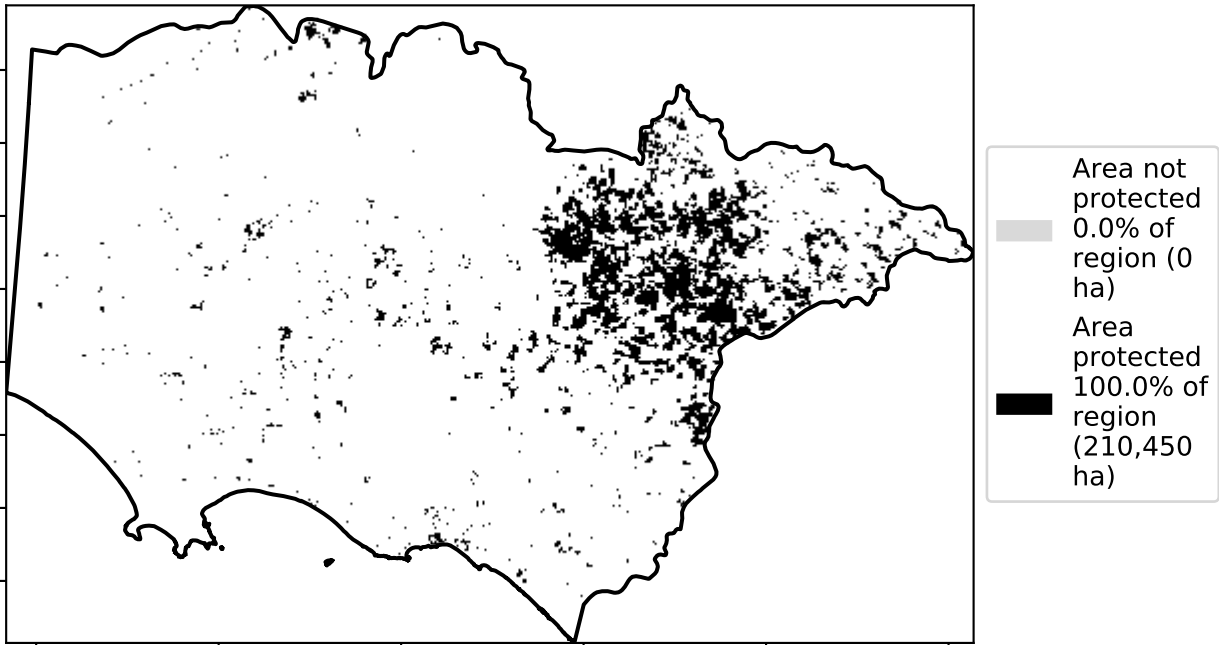 Area not
protected
0.0% of
region (0
ha)
Area
protected
100.0% of
region
(210,450
ha)